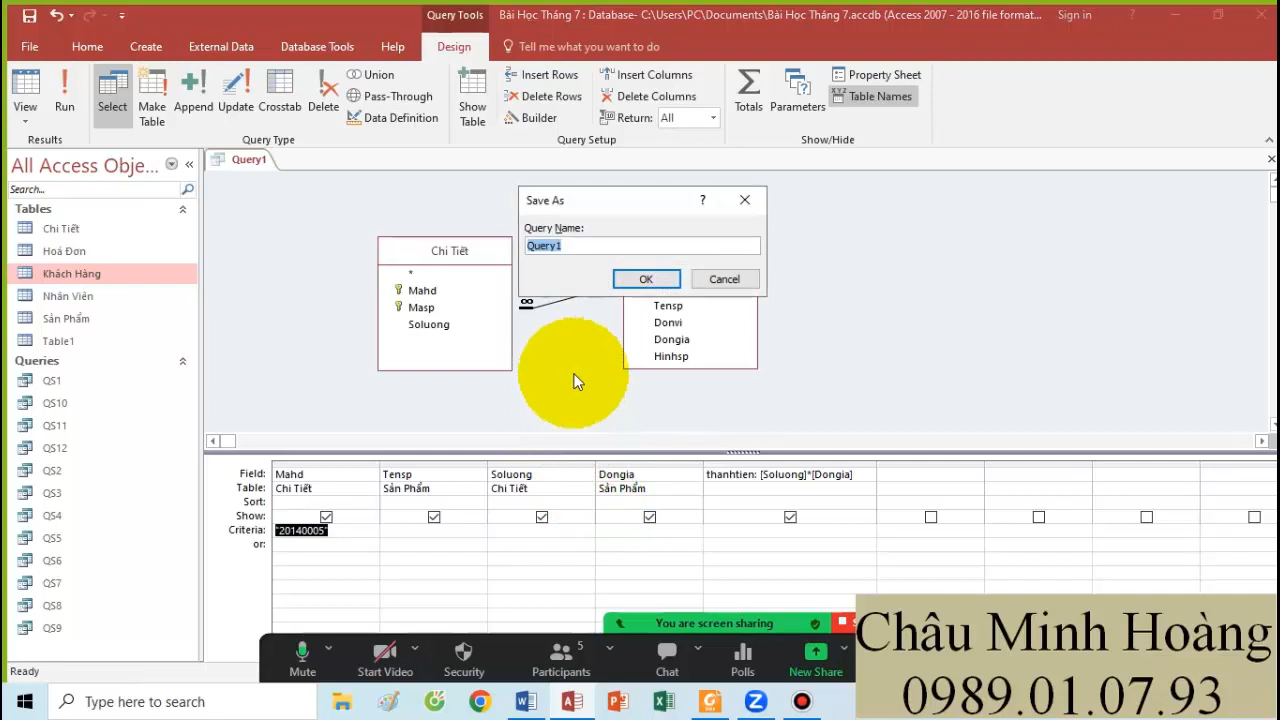 Query Tools
Bài Học Tháng 7 : Database- C:\Users\PC\Documents\Bài Học Tháng 7.accdb (Access 2007 - 2016 file format...
Sign in
?
File
Home
Create
External Data
Database Tools
Help
Design
Tell me what you want to do
View
Run
Select
Make Table
Append
Update
Crosstab
Delete
Union
Pass-Through
Data Definition
Show Table
Insert Rows
Delete Rows
Builder
Insert Columns
Delete Columns
Return: All
Totals
Parameters
Property Sheet
Table Names
Results
Query Type
Query Setup
Show/Hide
All Access Obje...
Search...
Tables
Chi Tiết
Hoá Đơn
Khách Hàng
Nhân Viên
Sản Phẩm
Table1
Queries
QS1
QS10
QS11
QS12
QS2
QS3
QS4
QS5
QS6
QS7
QS8
QS9
Query1
Chi Tiết
*
Mahd
Masp
Soluong
Save As
?
Query Name:
Query1
OK
Cancel
∞
Tensp
Donvi
Dongia
Hinhsp
Field: Mahd Tensp Soluong Dongia thanhtien: [Soluong]*[Dongia]
Table: Chi Tiết Sản Phẩm Chi Tiết Sản Phẩm
Sort:
Show:
Criteria: "20140005"
or:
You are screen sharing
Mute
Start Video
Security
Participants
5
Chat
Polls
New Share
Châu Minh Hoàng
0989.01.07.93
Ready
Type here to search